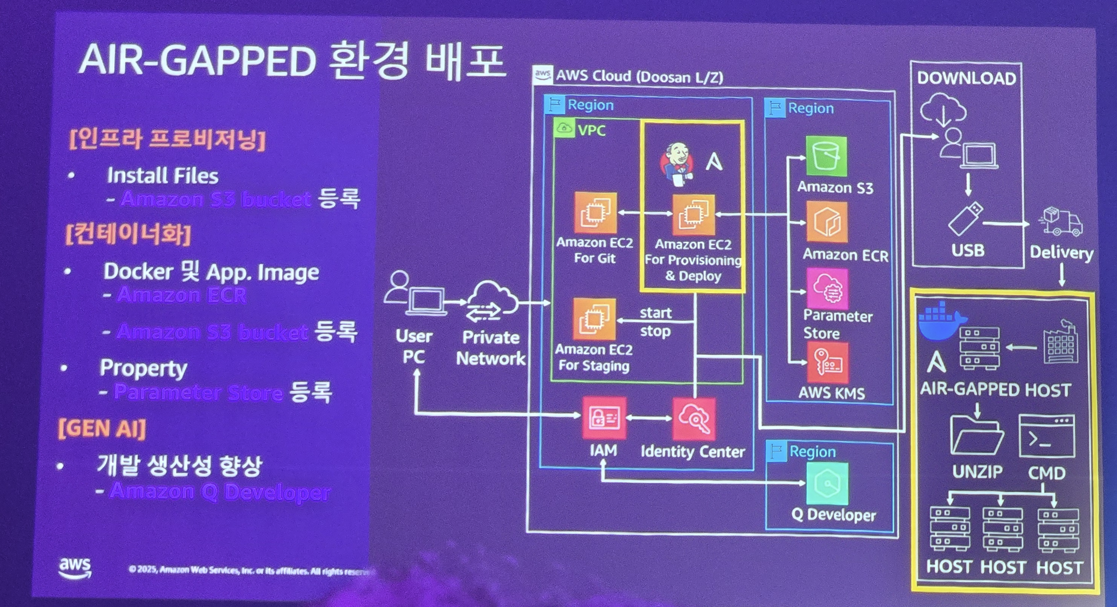 AIR-GAPPED 환경 배포
[인프라 프로비저닝]
• Install Files
- Amazon S3 bucket 등록
[컨테이너화]
• Docker 및 App. Image
- Amazon ECR
- Amazon S3 bucket 등록
• Property
- Parameter Store 등록
[GEN AI]
• 개발 생산성 향상
- Amazon Q Developer
aws
© 2025, Amazon Web Services, Inc. or its affiliates. All rights
User
PC
Private
Network
aws
AWS Cloud (Doosan L/Z)
Region
VPC
Amazon EC2
For Git
A
Amazon EC2
For Provisioning
& Deploy
start
stop
Amazon EC2
For Staging
IAM
Identity Center
Region
Amazon S3
Amazon ECR
Parameter
Store
AWS KMS
Region
Q Developer
DOWNLOAD
USB
Delivery
A
AIR-GAPPED HOST
UNZIP
CMD
HOST HOST HOST